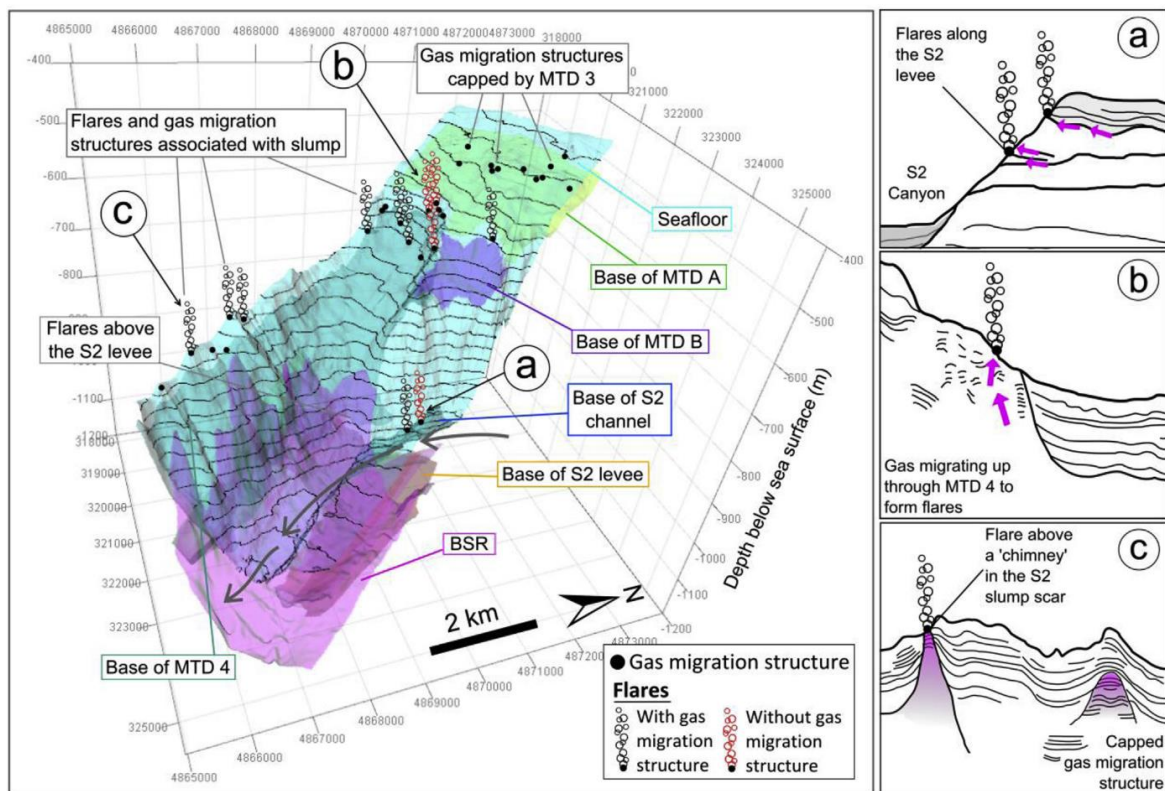 4865000
4866000
4867000
4868000
4869000
4870000
4871000
4872000
4873000
318000
321000
322000
323000
324000
325000
-400
-500
-600
-700
-800
-1100
-1200
318000
319000
320000
321000
322000
323000
325000
4865000
4866000
4867000
4868000
4869000
4870000
4871000
4872000
4873000
-400
-500
-600
-700
-800
-900
-1000
-1100
-1200
Depth below sea surface (m)
b
Gas migration structures
capped by MTD 3
Flares and gas migration
structures associated with slump
c
Seafloor
Base of MTD A
Base of MTD B
Flares above
the S2 levee
a
Base of S2
channel
Base of S2 levee
BSR
Base of MTD 4
2 km
N
Gas migration structure
Flares
With gas
migration
structure
Without gas
migration
structure
a
Flares along
the S2
levee
S2
Canyon
b
Gas migrating up
through MTD 4 to
form flares
c
Flare above
a 'chimney'
in the S2
slump scar
Capped
gas migration
structure